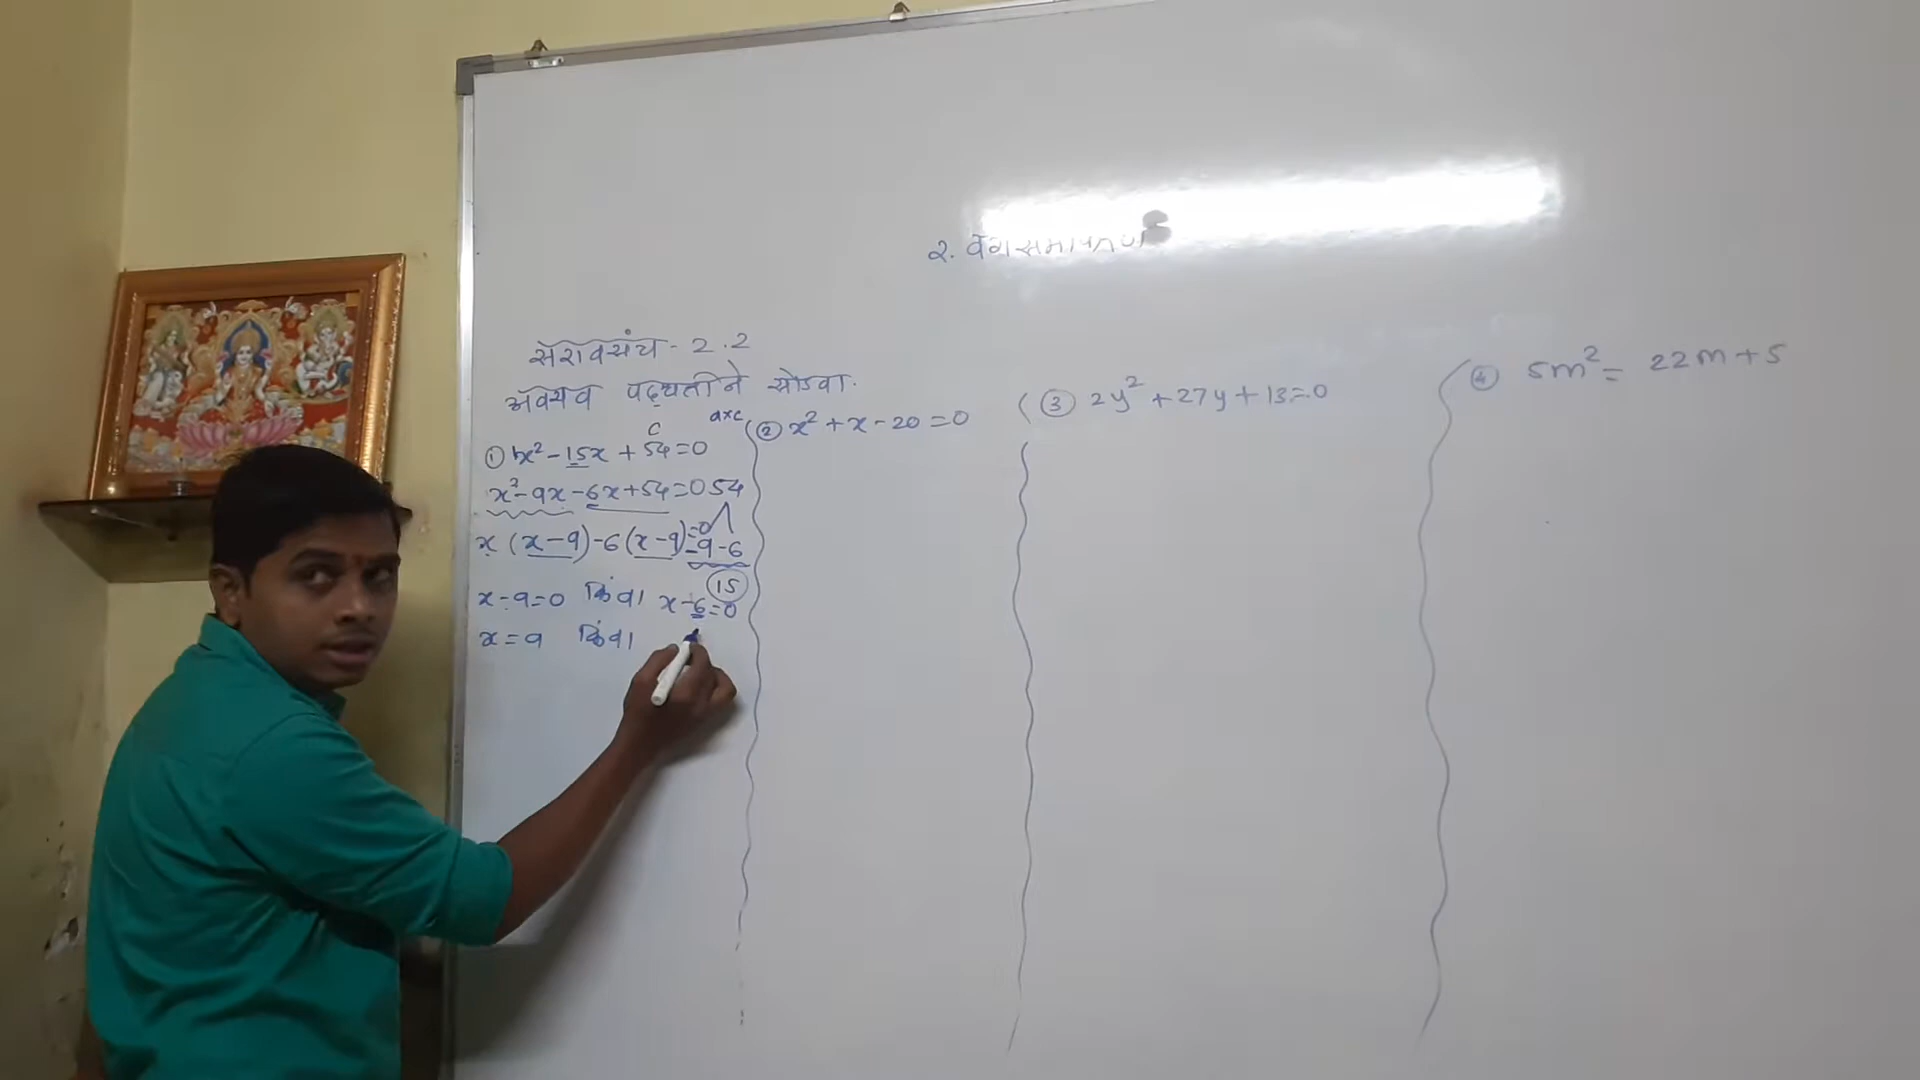 २. वर्गसमीकरणे
सरावसंच - 2.2
अवयव पद्धतीने सोडवा.
① 1x² - 15x + 54 = 0
c
a×c
x² - 9x - 6x + 54 = 0
54
x (x - 9) - 6 (x - 9) = 0
-9 -6
15
x - 9 = 0 किंवा x - 6 = 0
x = 9 किंवा
② x² + x - 20 = 0
③ 2y² + 27y + 13 = 0
④ 5m² = 22m + 5